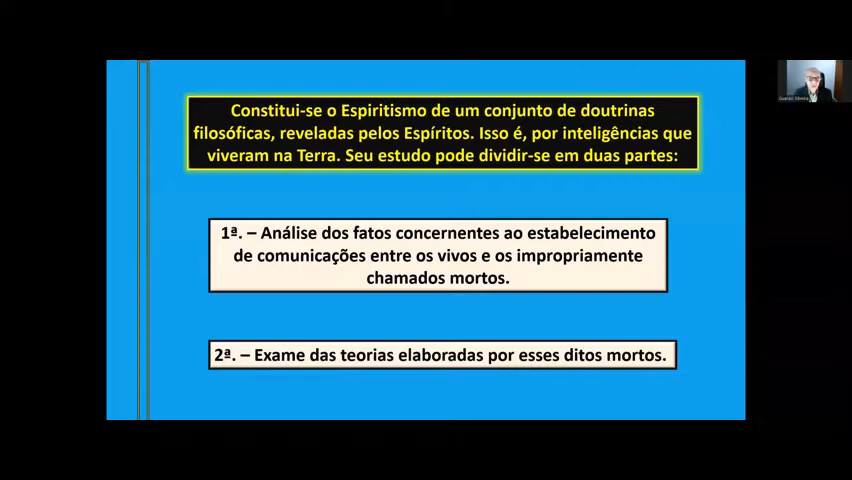 Constitui-se o Espiritismo de um conjunto de doutrinas
filosóficas, reveladas pelos Espíritos. Isso é, por inteligências que
viveram na Terra. Seu estudo pode dividir-se em duas partes:
1ª. – Análise dos fatos concernentes ao estabelecimento
de comunicações entre os vivos e os impropriamente
chamados mortos.
2ª. – Exame das teorias elaboradas por esses ditos mortos.